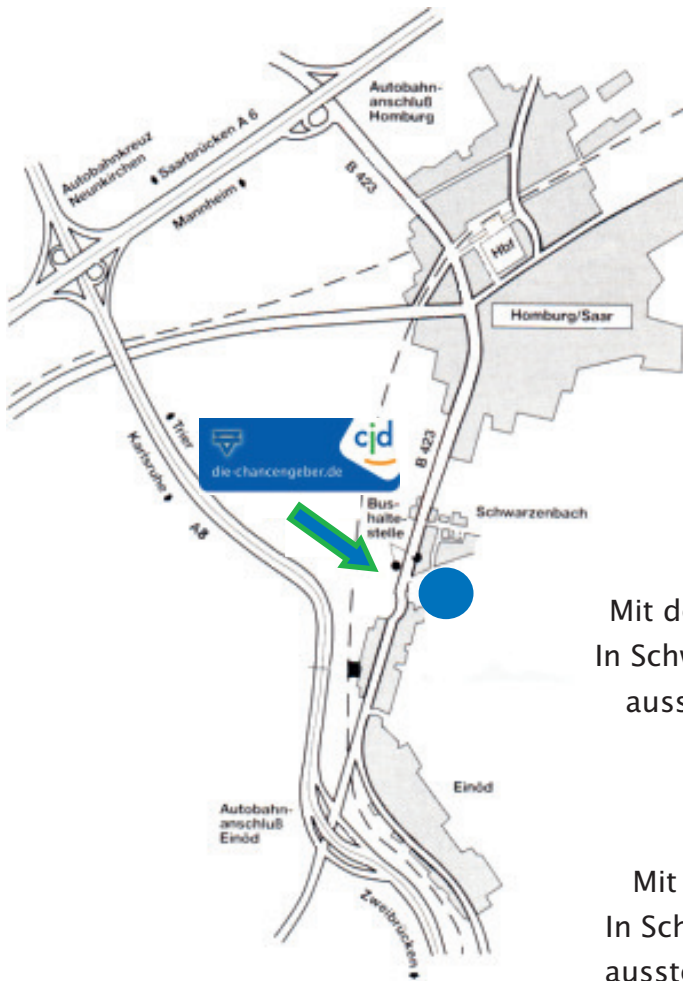 Autobahn-
anschluß
Homburg
Autobahnkreuz
Neunkirchen
Saarbrücken A 6
Mannheim
B 423
Hbf
Homburg/Saar
Trier
Karlsruhe
A8
cjd
die-chancengeber.de
B 423
Bus-
halte-
stelle
Schwarzenbach
Mit d
In Schw
auss
Einöd
Autobahn-
anschluß
Einöd
Mit
In Sch
ausst
Zweibrücken